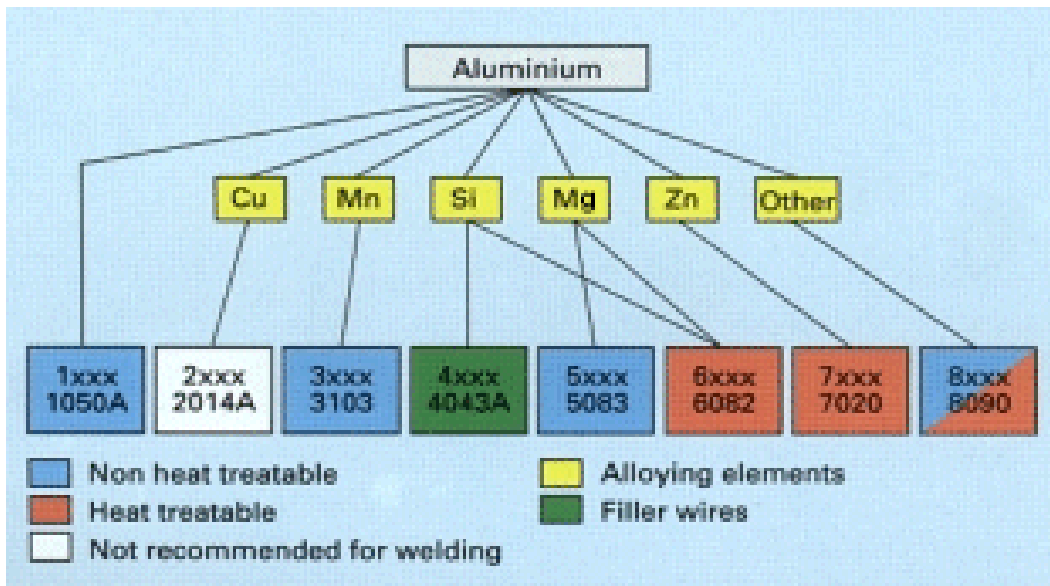 Aluminium
Cu
Mn
Si
Mg
Zn
Other
1xxx
1050A
2xxx
2014A
3xxx
3103
4xxx
4043A
5xxx
5083
6xxx
6082
7xxx
7020
8xxx
8090
Non heat treatable
Heat treatable
Not recommended for welding
Alloying elements
Filler wires